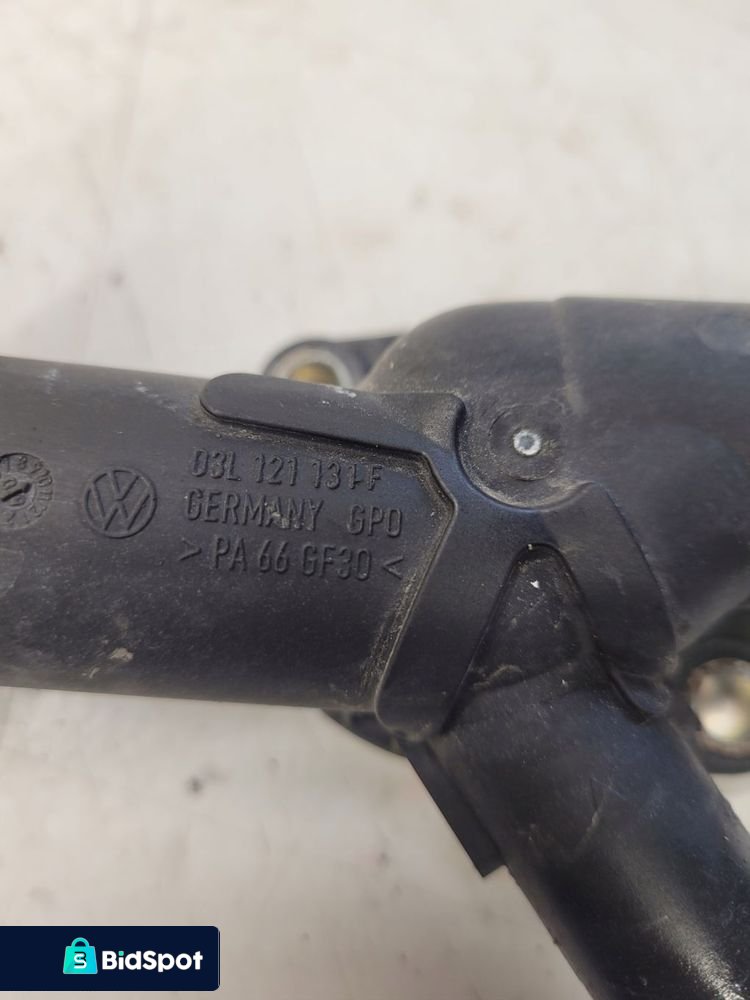 03L 121 131 F
GERMANY GPO
> PA 66 GF30 <
BidSpot